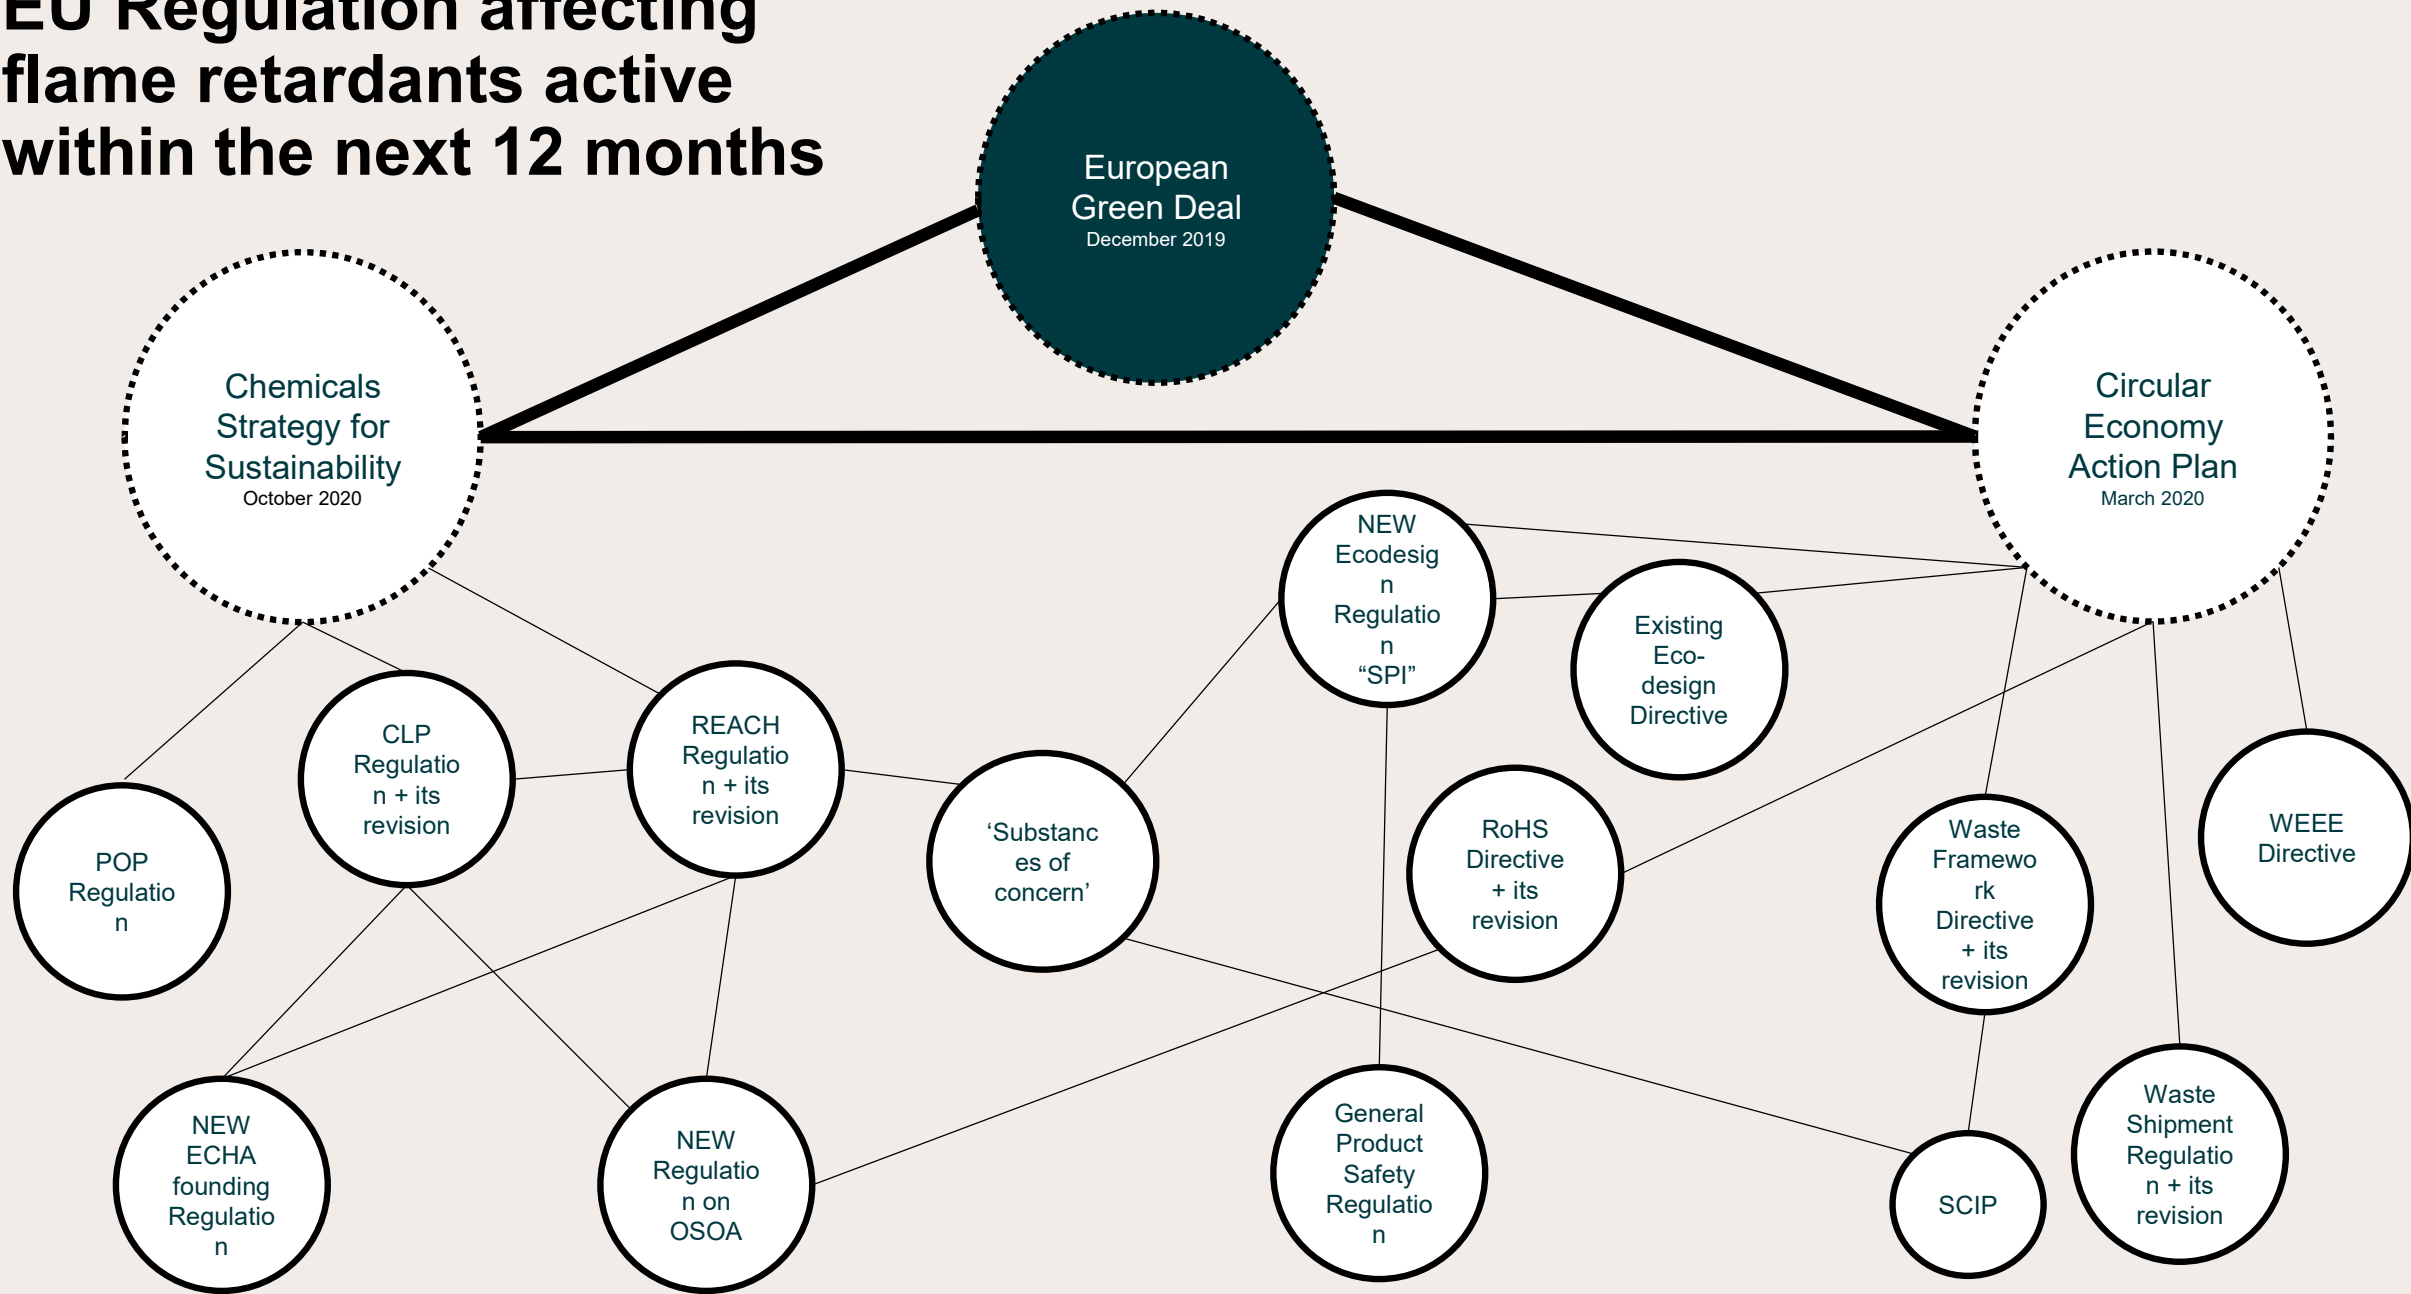 EU Regulation affecting
flame retardants active
within the next 12 months
European
Green Deal
December 2019
Chemicals
Strategy for
Sustainability
October 2020
Circular
Economy
Action Plan
March 2020
NEW
Ecodesig
n
Regulatio
n
“SPI”
Existing
Eco-
design
Directive
CLP
Regulatio
n + its
revision
REACH
Regulatio
n + its
revision
‘Substanc
es of
concern’
RoHS
Directive
+ its
revision
Waste
Framewo
rk
Directive
+ its
revision
WEEE
Directive
POP
Regulatio
n
NEW
ECHA
founding
Regulatio
n
NEW
Regulatio
n on
OSOA
General
Product
Safety
Regulatio
n
SCIP
Waste
Shipment
Regulatio
n + its
revision